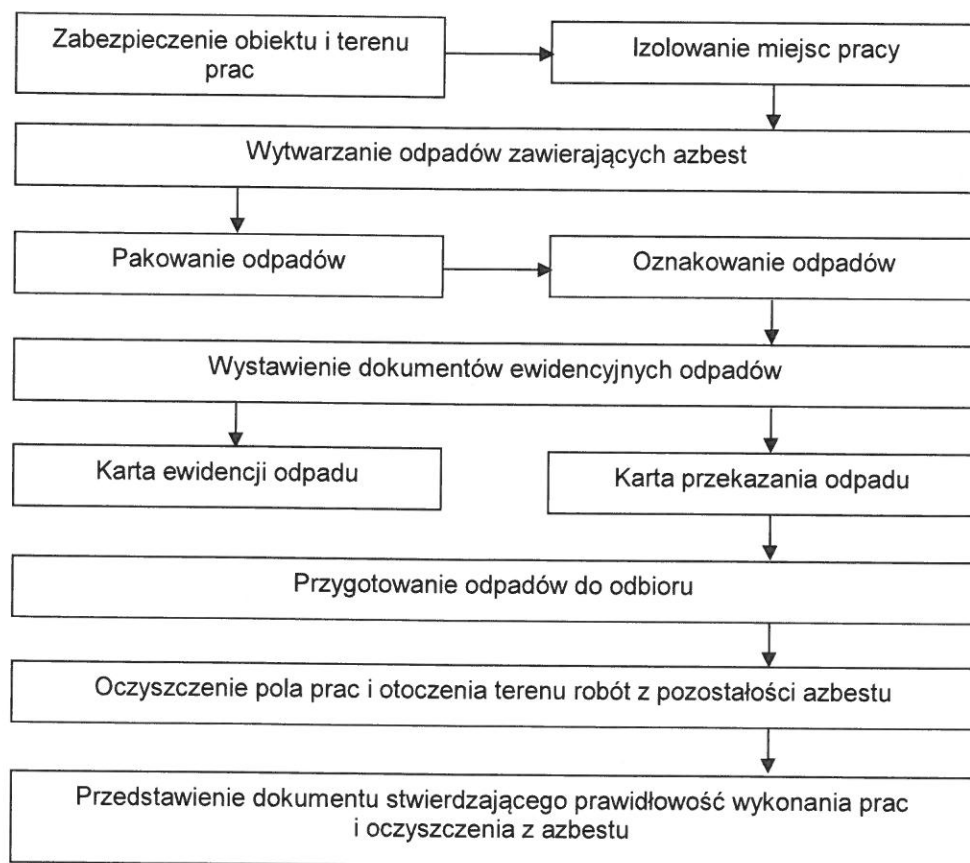 Zabezpieczenie obiektu i terenu
prac
Izolowanie miejsc pracy
Wytwarzanie odpadów zawierających azbest
Pakowanie odpadów
Oznakowanie odpadów
Wystawienie dokumentów ewidencyjnych odpadów
Karta ewidencji odpadu
Karta przekazania odpadu
Przygotowanie odpadów do odbioru
Oczyszczenie pola prac i otoczenia terenu robót z pozostałości azbestu
Przedstawienie dokumentu stwierdzającego prawidłowość wykonania prac
i oczyszczenia z azbestu